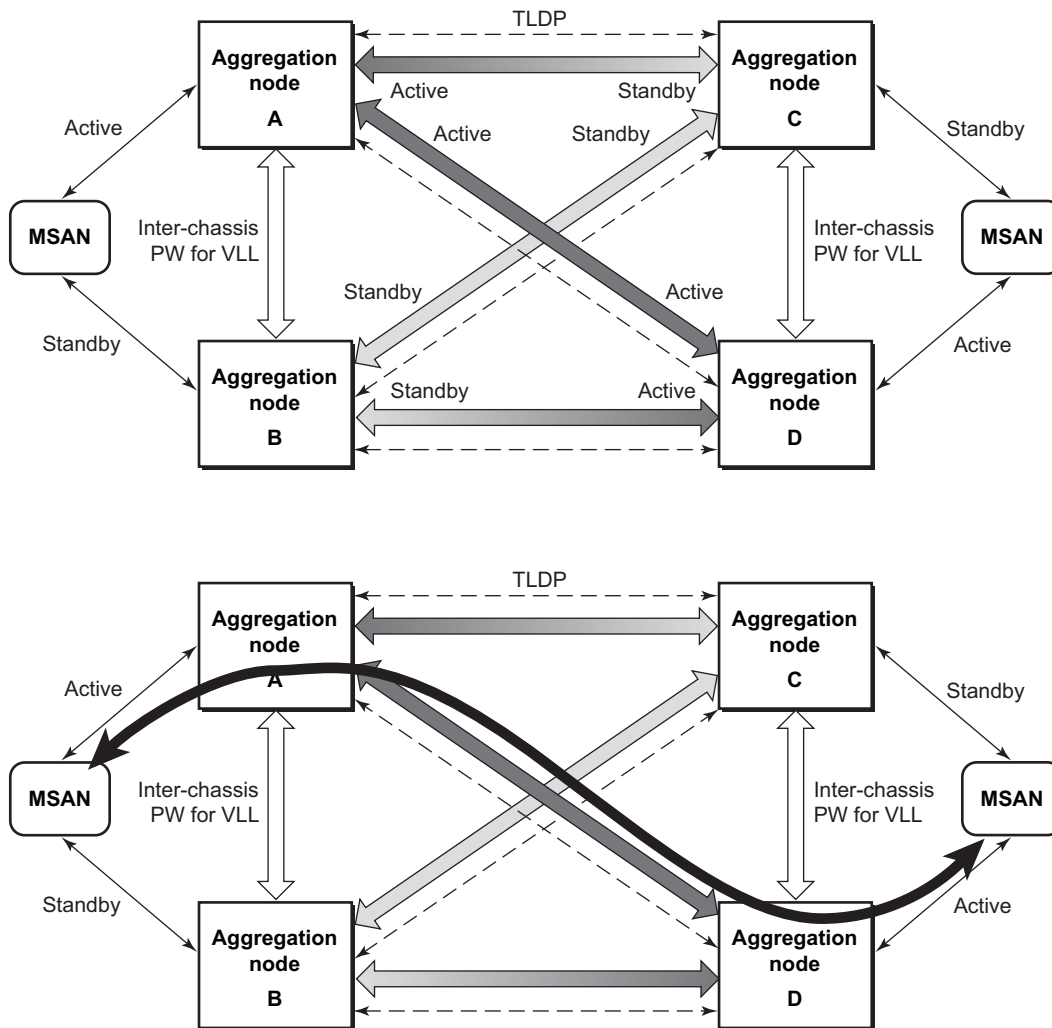 TLDP
Aggregation
node
A
Aggregation
node
C
Active
Standby
Active
Standby
Active
Standby
MSAN
Inter-chassis
PW for VLL
Inter-chassis
PW for VLL
MSAN
Standby
Active
Standby
Active
Aggregation
node
B
Standby
Active
Aggregation
node
D
TLDP
Aggregation
node
A
Aggregation
node
C
Active
Standby
MSAN
Inter-chassis
PW for VLL
Inter-chassis
PW for VLL
MSAN
Standby
Active
Aggregation
node
B
Aggregation
node
D